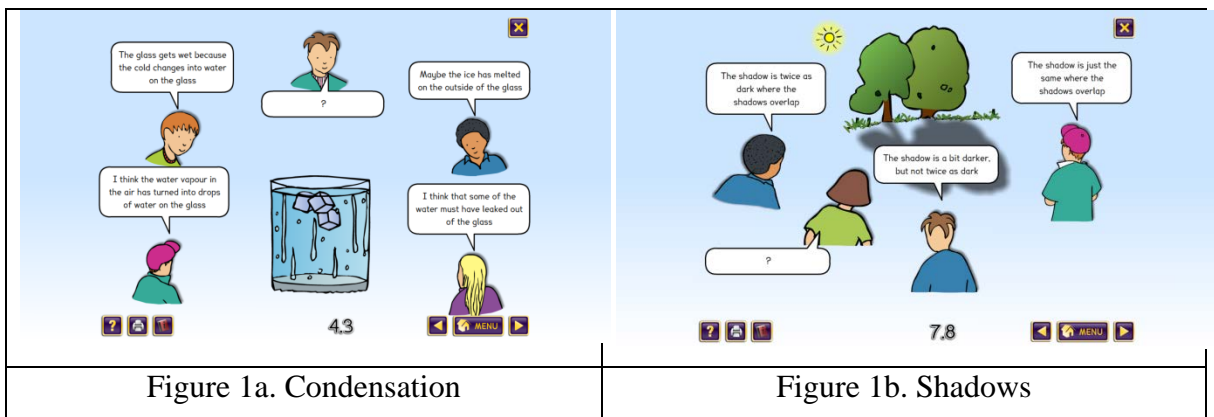 The glass gets wet because
the cold changes into water
on the glass
?
Maybe the ice has melted
on the outside of the glass
I think the water vapour in
the air has turned into drops
of water on the glass
I think that some of the
water must have leaked out
of the glass
?
4.3
MENU
Figure 1a. Condensation
The shadow is twice as
dark where the
shadows overlap
The shadow is just the
same where the
shadows overlap
The shadow is a bit darker,
but not twice as dark
?
?
7.8
MENU
Figure 1b. Shadows